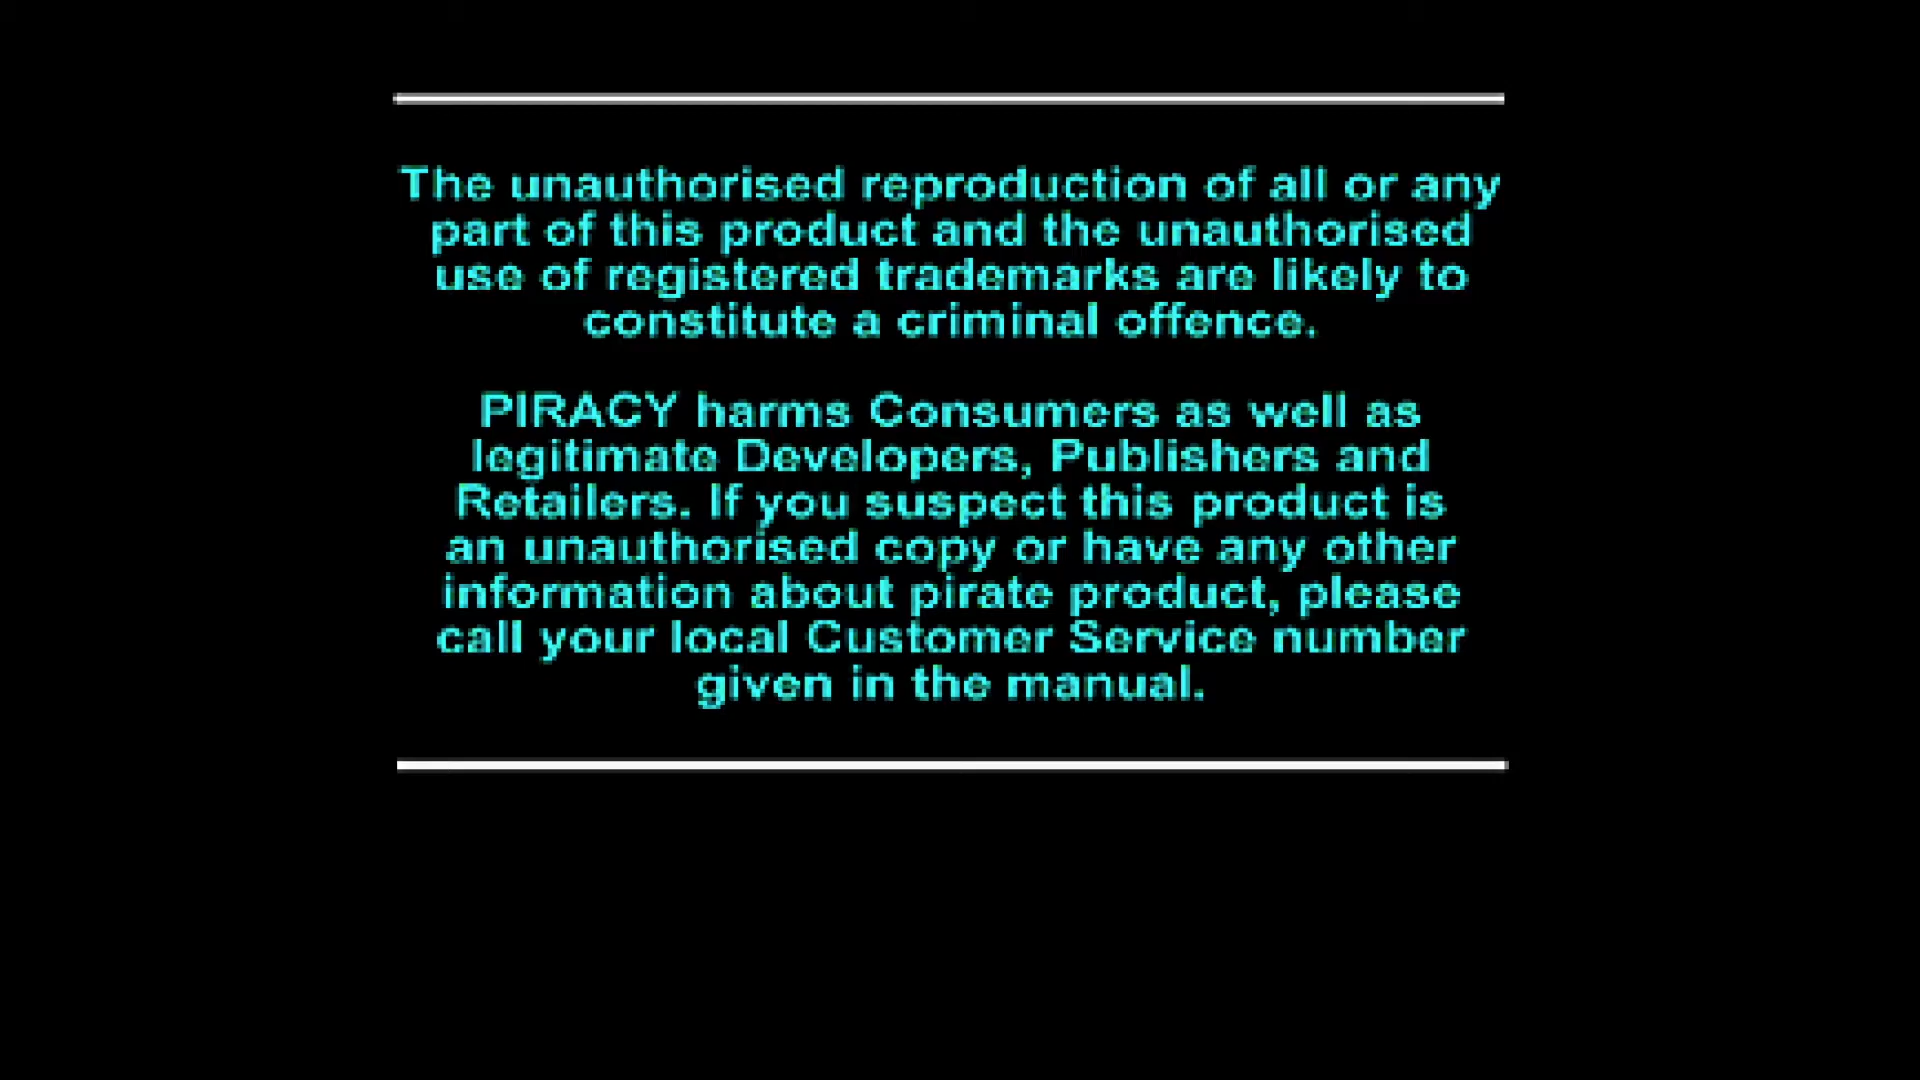 The unauthorised reproduction of all or any
part of this product and the unauthorised
use of registered trademarks are likely to
constitute a criminal offence.
PIRACY harms Consumers as well as
legitimate Developers, Publishers and
Retailers. If you suspect this product is
an unauthorised copy or have any other
information about pirate product, please
call your local Customer Service number
given in the manual.